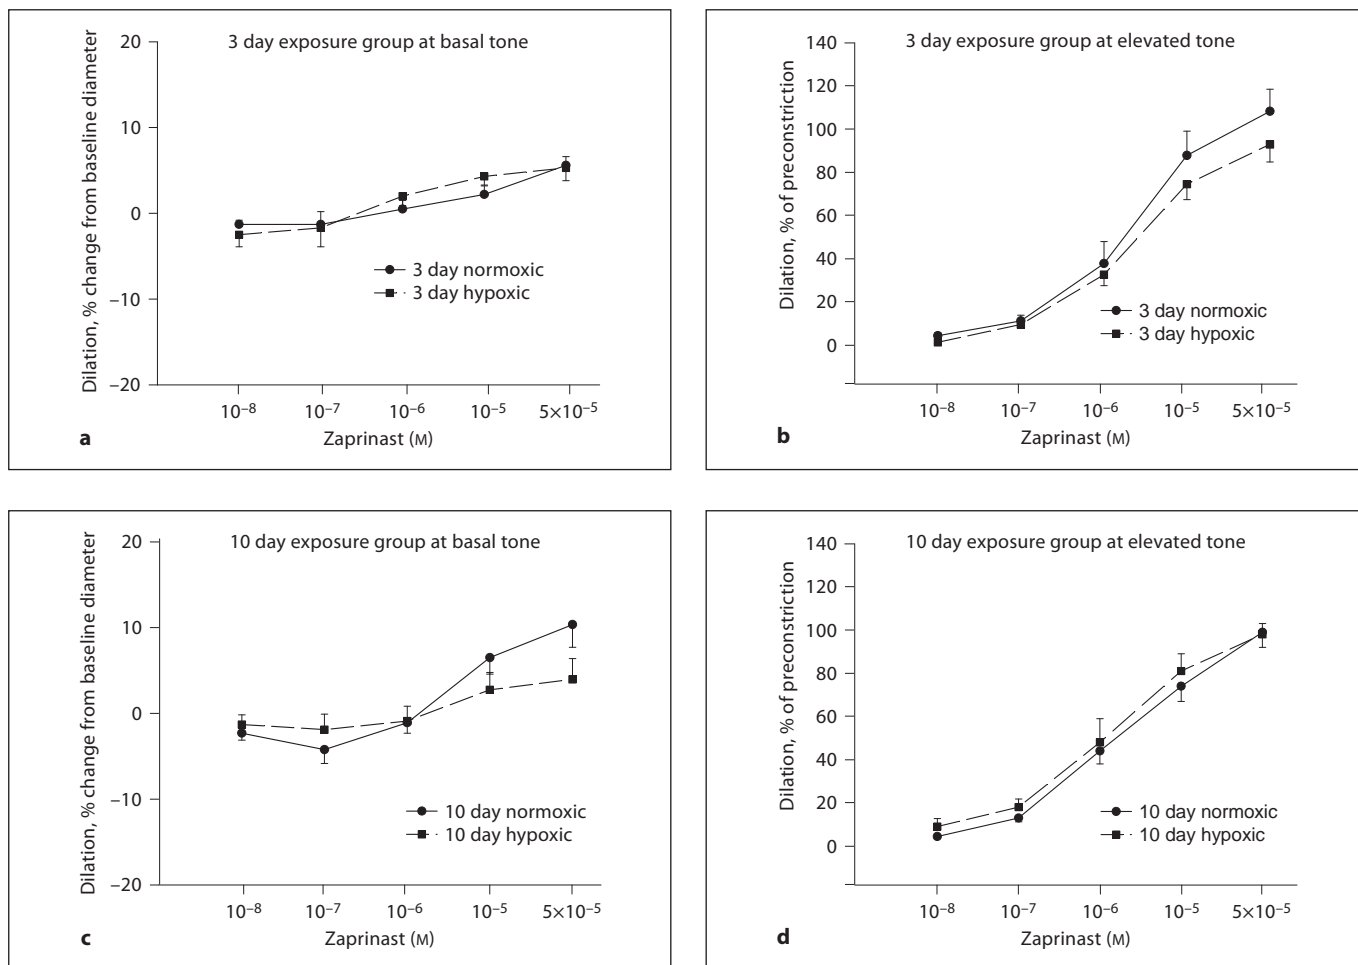 3 day exposure group at basal tone
Dilation, % change from baseline diameter
20
10
0
–10
–20
3 day normoxic
3 day hypoxic
10⁻⁸ 10⁻⁷ 10⁻⁶ 10⁻⁵ 5×10⁻⁵
a Zaprinast (M)
3 day exposure group at elevated tone
Dilation, % of preconstriction
140
120
100
80
60
40
20
0
3 day normoxic
3 day hypoxic
10⁻⁸ 10⁻⁷ 10⁻⁶ 10⁻⁵ 5×10⁻⁵
b Zaprinast (M)
10 day exposure group at basal tone
Dilation, % change from baseline diameter
20
10
0
–10
–20
10 day normoxic
10 day hypoxic
10⁻⁸ 10⁻⁷ 10⁻⁶ 10⁻⁵ 5×10⁻⁵
c Zaprinast (M)
10 day exposure group at elevated tone
Dilation, % of preconstriction
140
120
100
80
60
40
20
0
10 day normoxic
10 day hypoxic
10⁻⁸ 10⁻⁷ 10⁻⁶ 10⁻⁵ 5×10⁻⁵
d Zaprinast (M)